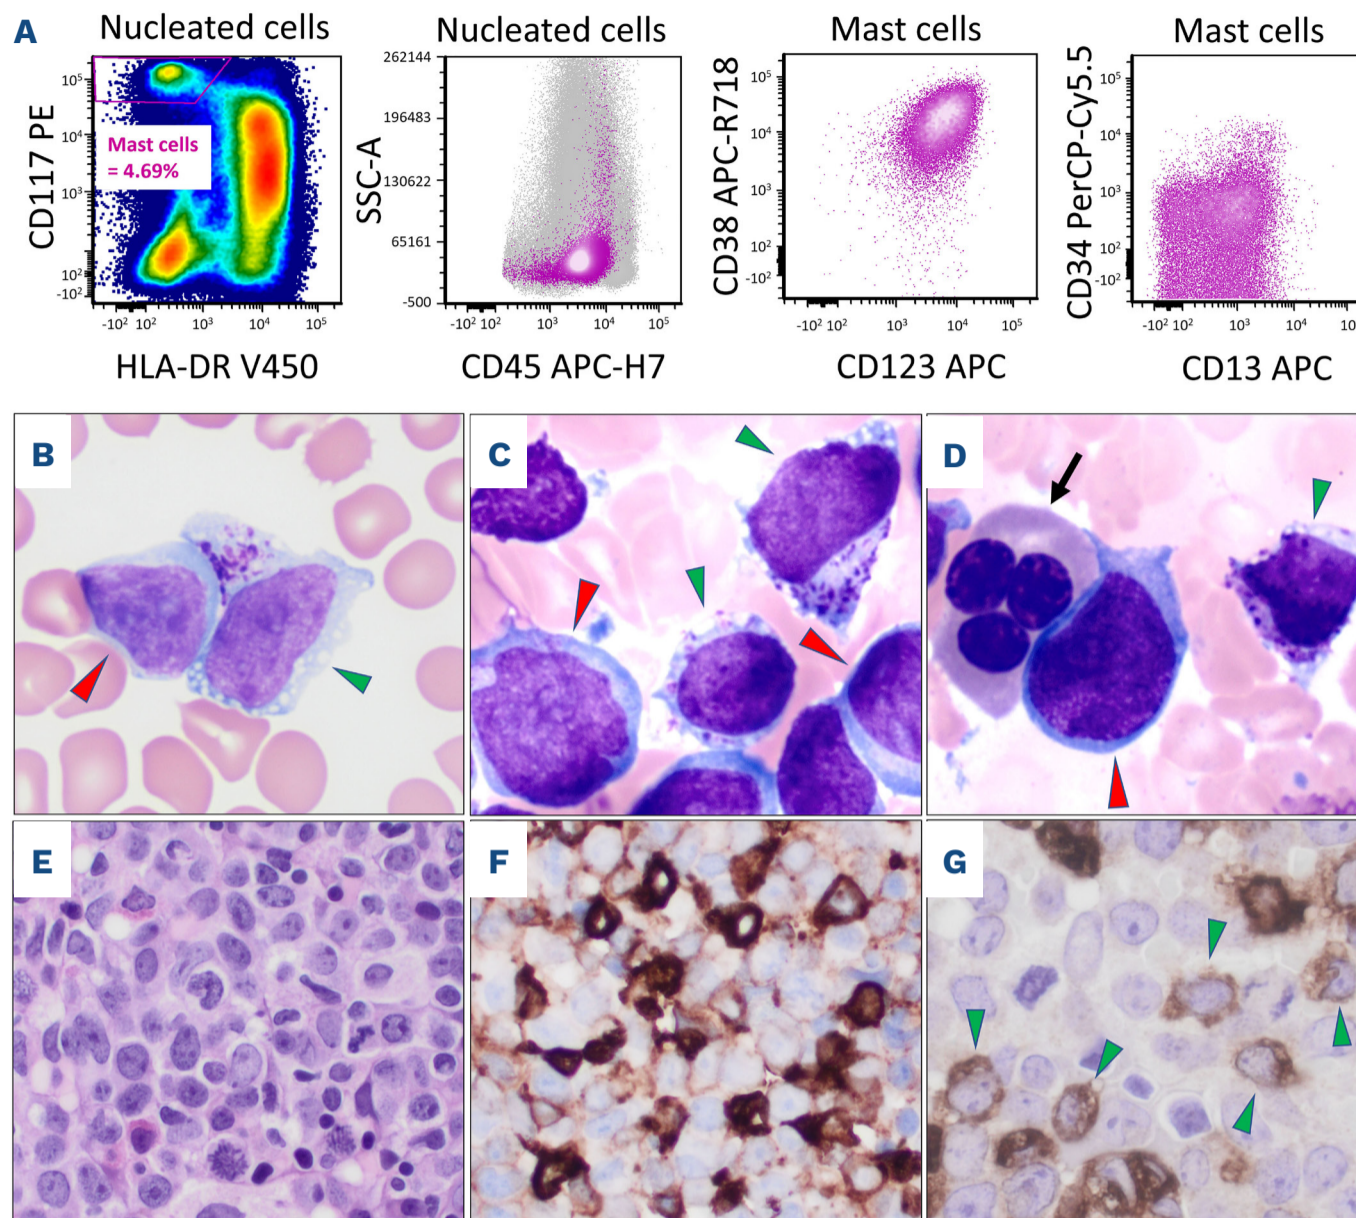 A
Nucleated cells
CD117 PE
10⁵
10⁴
10³
10²
-10²
Mast cells
= 4.69%
-10² 10² 10³ 10⁴ 10⁵
HLA-DR V450
Nucleated cells
SSC-A
262144
196483
130622
65161
-500
-10² 10² 10³ 10⁴ 10⁵
CD45 APC-H7
Mast cells
CD38 APC-R718
10⁵
10⁴
10³
10²
-10²
-10² 10² 10³ 10⁴ 10⁵
CD123 APC
Mast cells
CD34 PerCP-Cy5.5
10⁵
10⁴
10³
10²
-10²
-10² 10² 10³ 10⁴ 10
CD13 APC
B
C
D
E
F
G